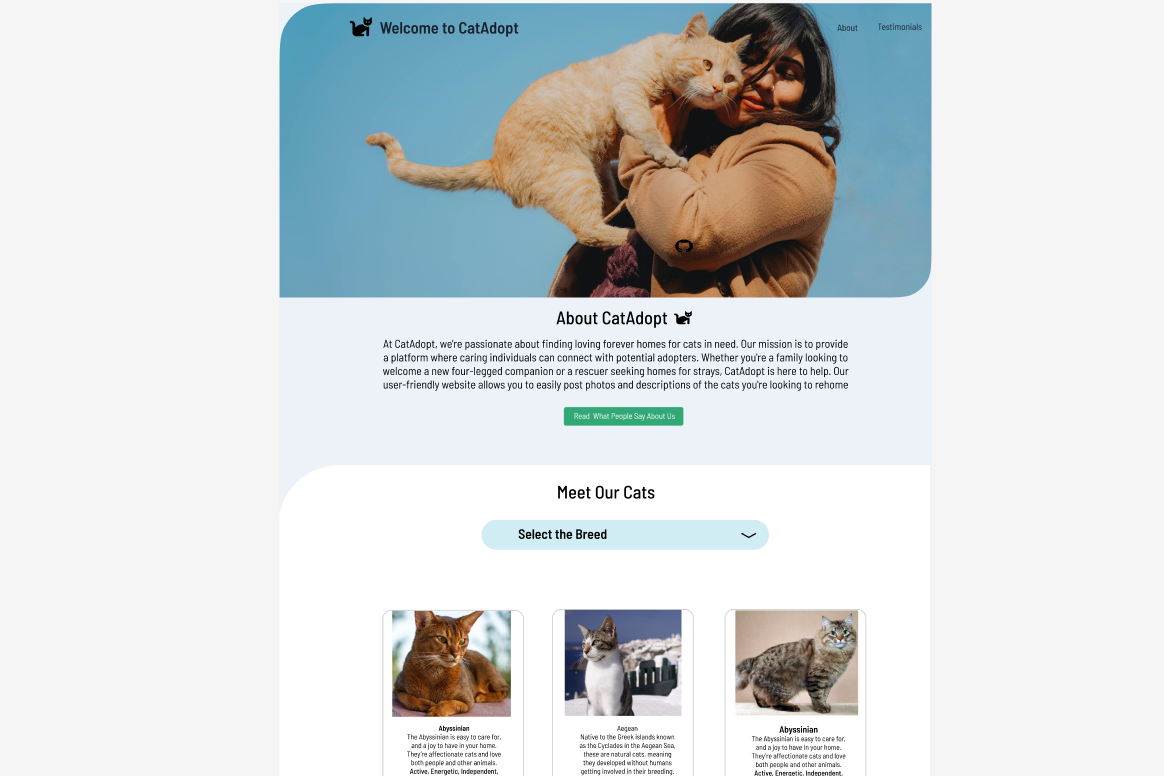 Welcome to CatAdopt
About
Testimonials
About CatAdopt
At CatAdopt, we're passionate about finding loving forever homes for cats in need. Our mission is to provide
a platform where caring individuals can connect with potential adopters. Whether you're a family looking to
welcome a new four-legged companion or a rescuer seeking homes for strays, CatAdopt is here to help. Our
user-friendly website allows you to easily post photos and descriptions of the cats you're looking to rehome
Read What People Say About Us
Meet Our Cats
Select the Breed
Abyssinian
The Abyssinian is easy to care for,
and a joy to have in your home.
They're affectionate cats and love
both people and other animals.
Active, Energetic, Independent,
Aegean
Native to the Greek islands known
as the Cyclades in the Aegean Sea,
these are natural cats, meaning
they developed without humans
getting involved in their breeding.
Abyssinian
The Abyssinian is easy to care for,
and a joy to have in your home.
They're affectionate cats and love
both people and other animals.
Active, Energetic, Independent,